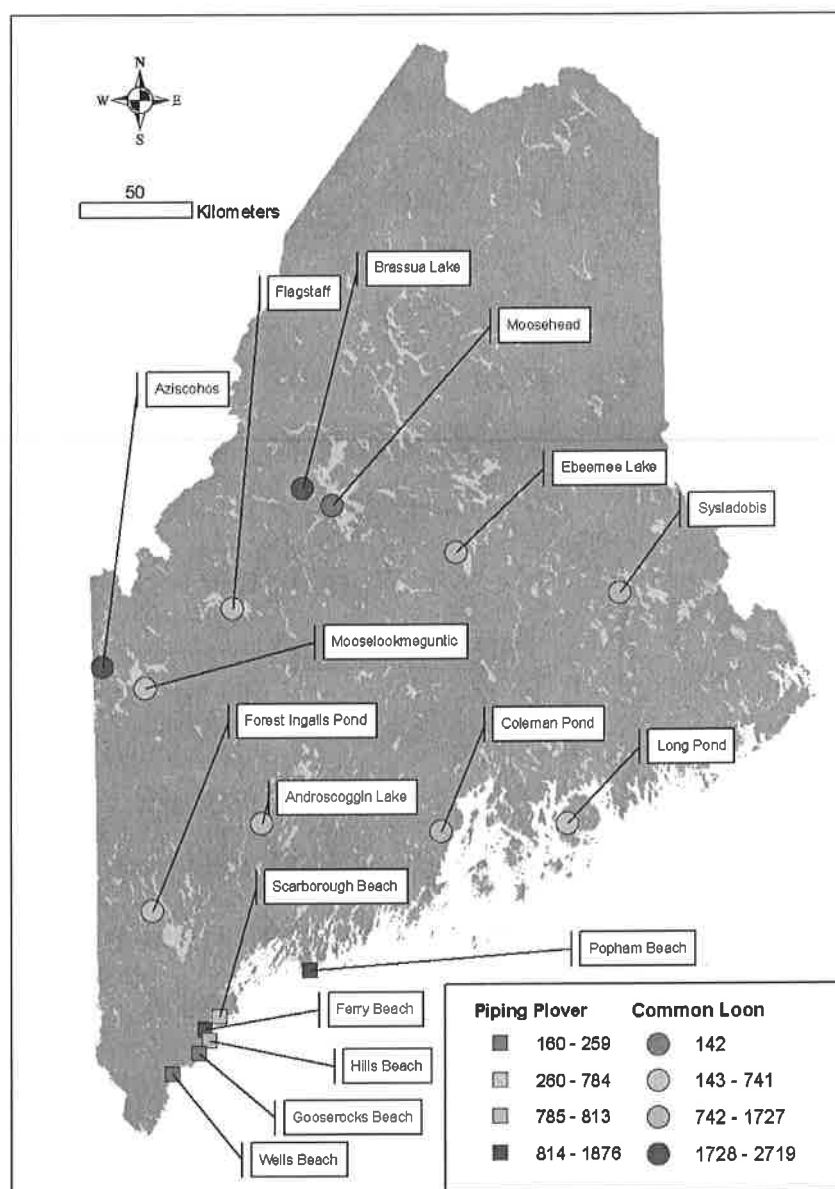 N
W E
S
50
Kilometers
Brassua Lake
Flagstaff
Moosehead
Aziscohos
Ebeemee Lake
Sysladobis
Mooselookmeguntic
Forest Ingalls Pond
Coleman Pond
Long Pond
Androscoggin Lake
Scarborough Beach
Popham Beach
Ferry Beach
Hills Beach
Gooserocks Beach
Wells Beach
Piping Plover Common Loon
160 - 259 142
260 - 784 143 - 741
785 - 813 742 - 1727
814 - 1876 1728 - 2719